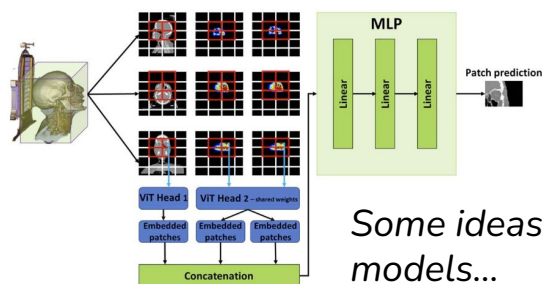 MLP
Linear
Linear
Linear
Patch prediction
ViT Head 1
ViT Head 2 – shared weights
Embedded
patches
Embedded
patches
Embedded
patches
Concatenation
Some ideas
models...